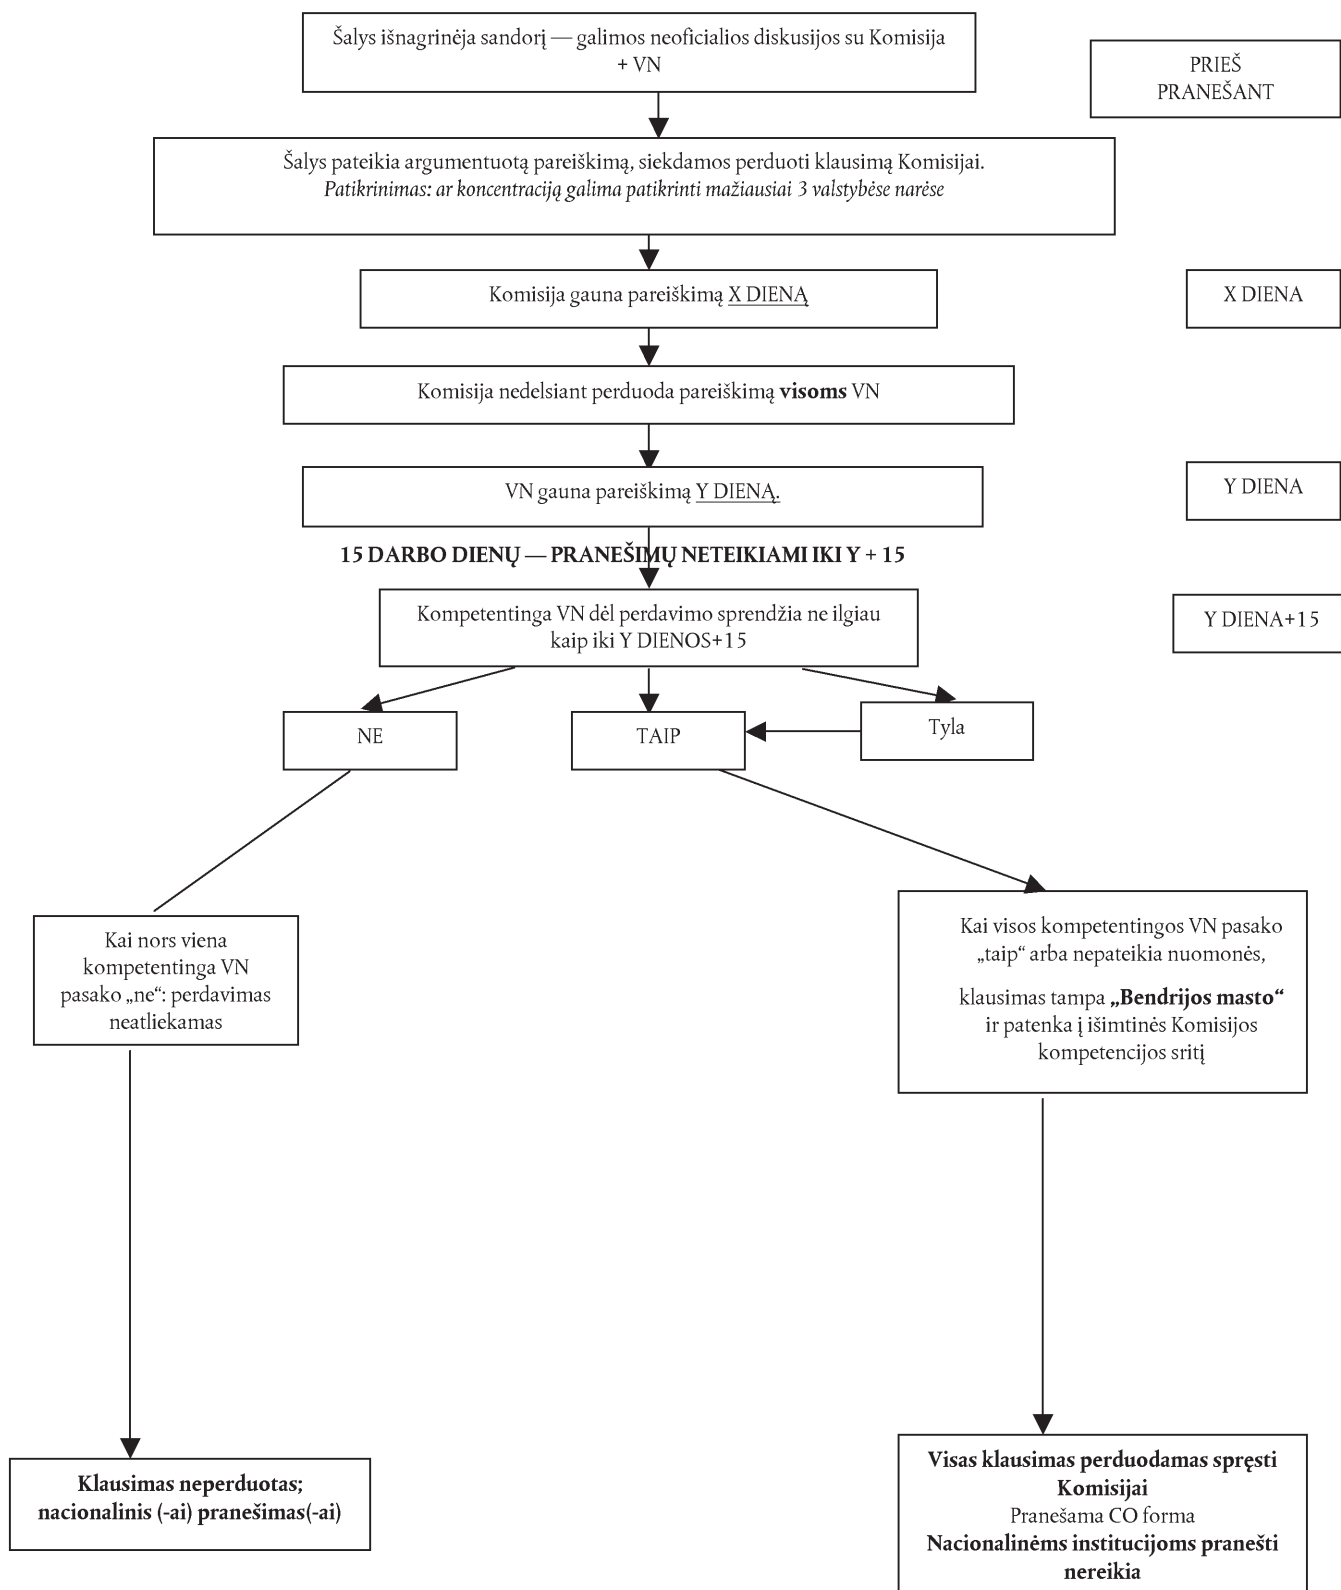 Šalys išnagrinėja sandorį — galimos neoficialios diskusijos su Komisija
+ VN
PRIEŠ
PRANEŠANT
Šalys pateikia argumentuotą pareiškimą, siekdamos perduoti klausimą Komisijai.
Patikrinimas: ar koncentraciją galima patikrinti mažiausiai 3 valstybėse narėse
Komisija gauna pareiškimą X DIENĄ
X DIENA
Komisija nedelsiant perduoda pareiškimą visoms VN
VN gauna pareiškimą Y DIENĄ.
Y DIENA
15 DARBO DIENŲ — PRANEŠIMŲ NETEIKIAMI IKI Y + 15
Kompetentinga VN dėl perdavimo sprendžia ne ilgiau
kaip iki Y DIENOS+15
Y DIENA+15
NE
TAIP
Tyla
Kai nors viena
kompetentinga VN
pasako „ne“: perdavimas
neatliekamas
Kai visos kompetentingos VN pasako
„taip“ arba nepateikia nuomonės,
klausimas tampa „Bendrijos masto“
ir patenka į išimtinės Komisijos
kompetencijos sritį
Klausimas neperduotas;
nacionalinis (-ai) pranešimas(-ai)
Visas klausimas perduodamas spręsti
Komisijai
Pranešama CO forma
Nacionalinėms institucijoms pranešti
nereikia